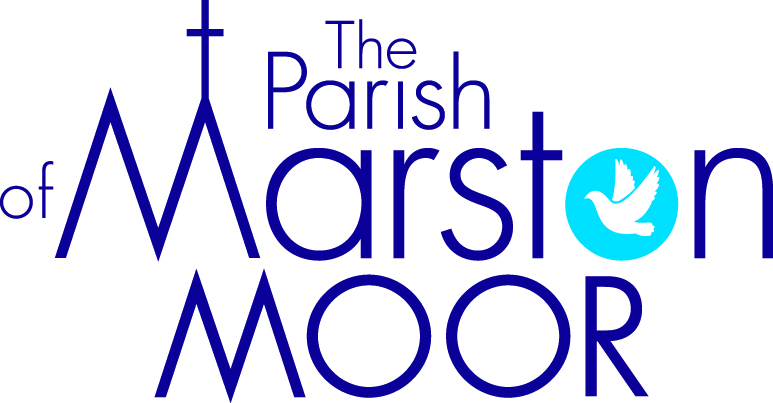 The
Parish
of Marston
MOOR